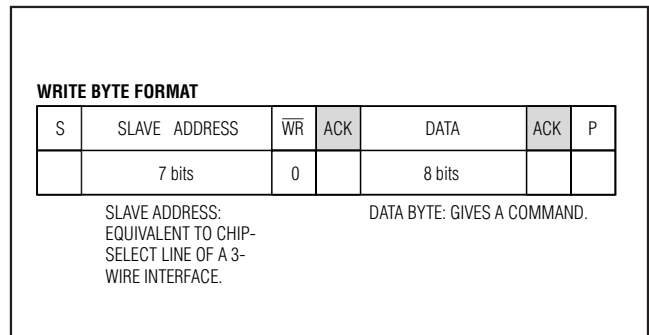 WRITE BYTE FORMAT
S SLAVE ADDRESS W̅R̅ ACK DATA ACK P
7 bits 0 8 bits
SLAVE ADDRESS:
EQUIVALENT TO CHIP-
SELECT LINE OF A 3-
WIRE INTERFACE.
DATA BYTE: GIVES A COMMAND.